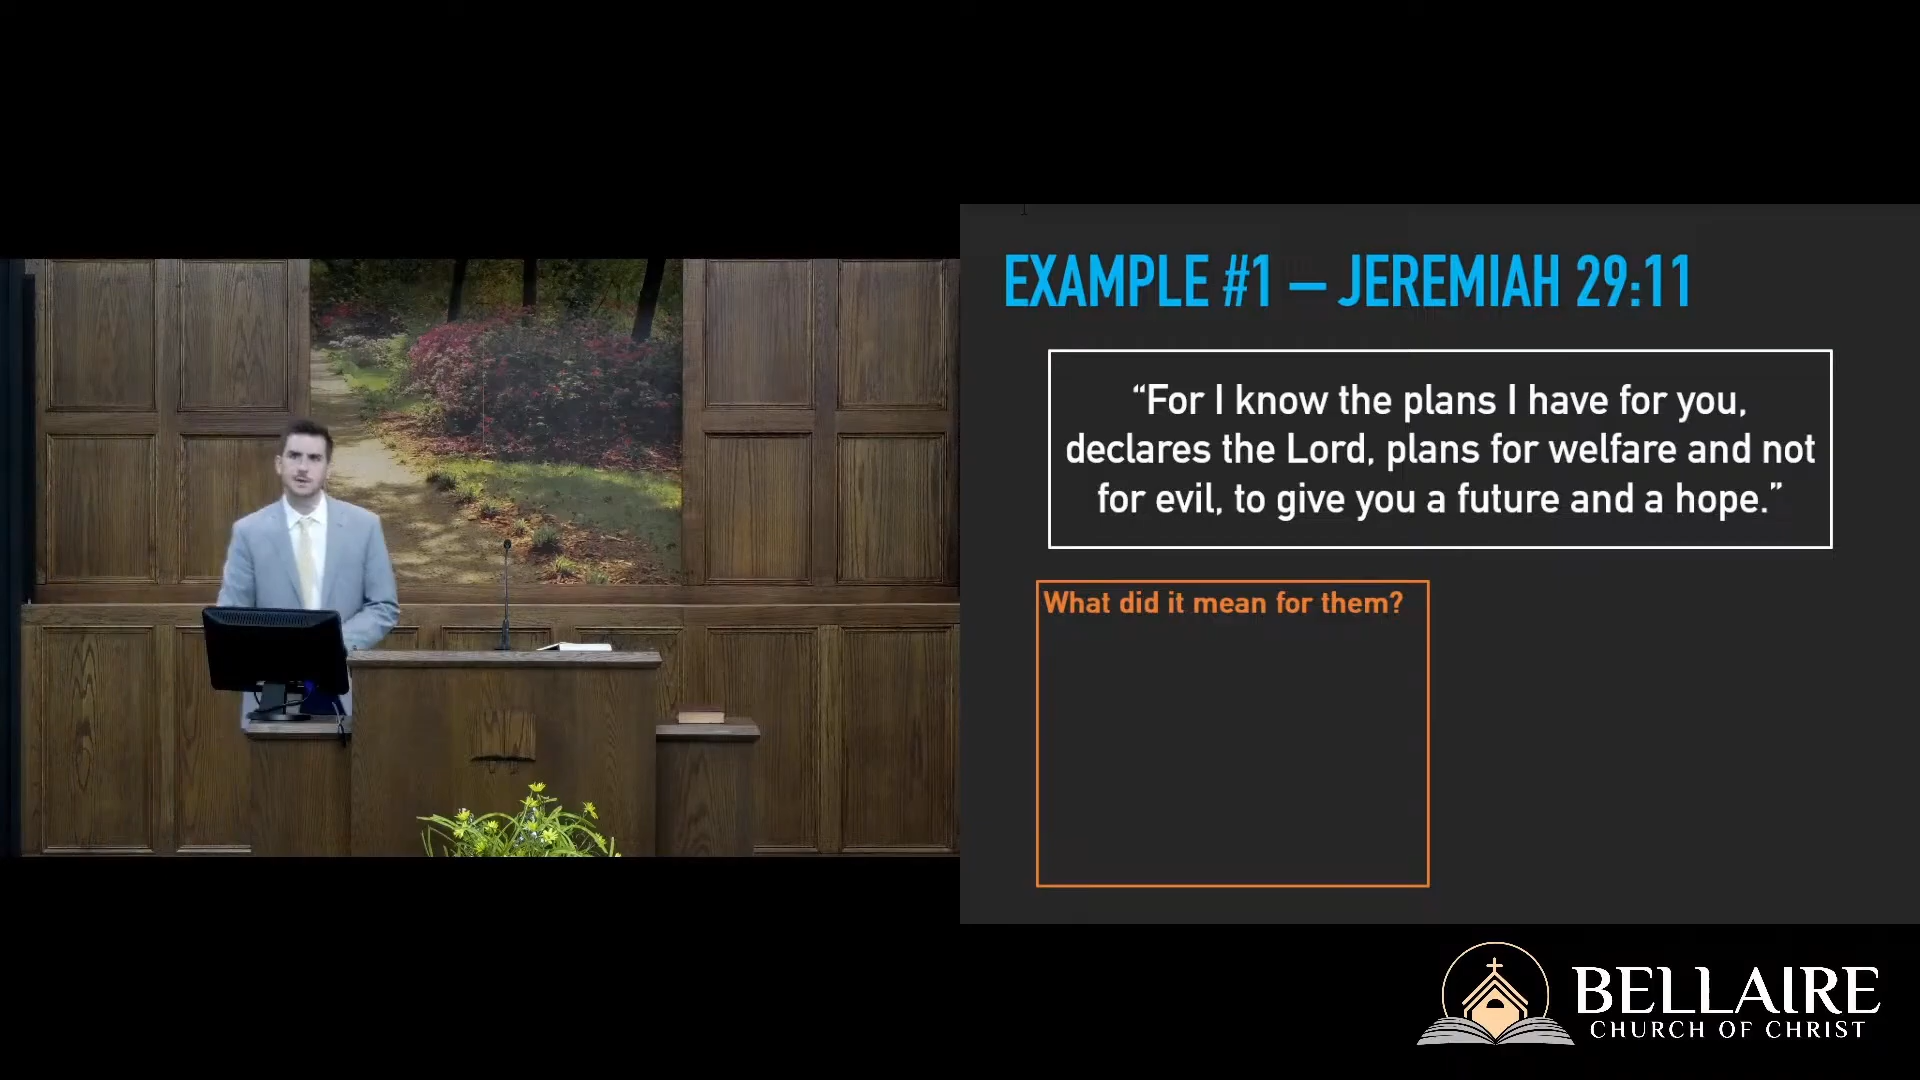 EXAMPLE #1 – JEREMIAH 29:11
“For I know the plans I have for you,
declares the Lord, plans for welfare and not
for evil, to give you a future and a hope.”
What did it mean for them?
BELLAIRE
CHURCH OF CHRIST